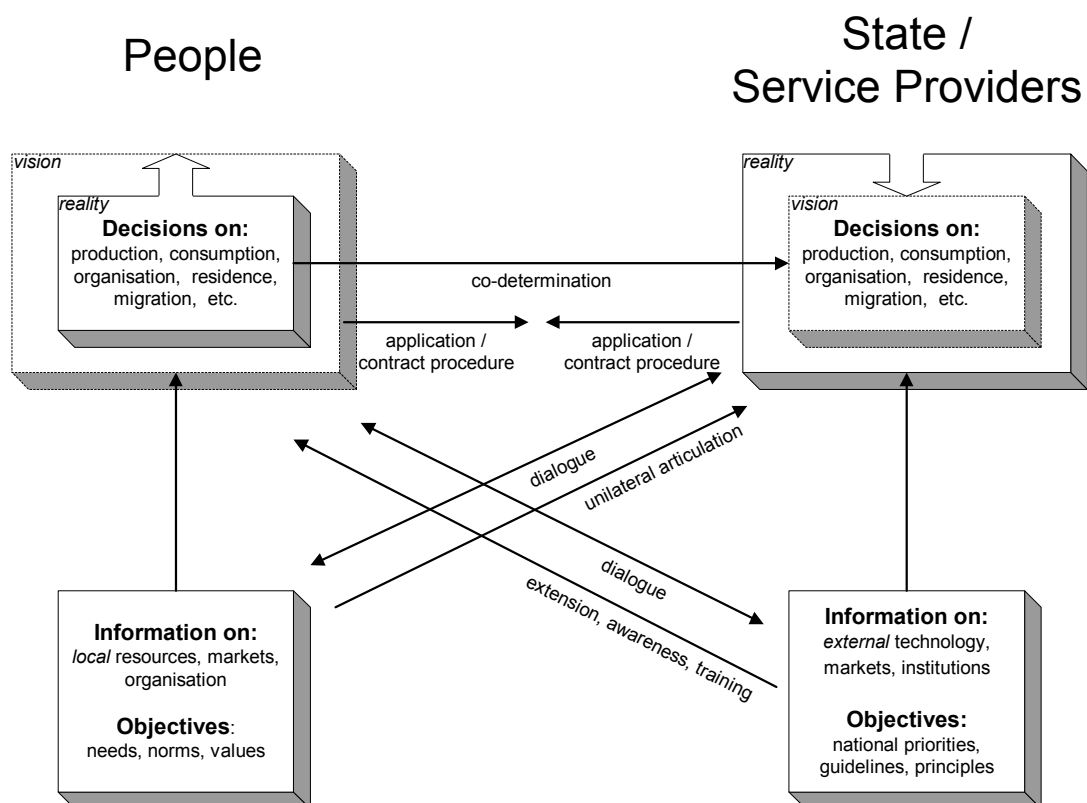 People
State /
Service Providers
vision
reality
Decisions on:
production, consumption,
organisation, residence,
migration, etc.
reality
vision
Decisions on:
production, consumption,
organisation, residence,
migration, etc.
co-determination
application /
contract procedure
application /
contract procedure
dialogue
unilateral articulation
dialogue
extension, awareness, training
Information on:
local resources, markets,
organisation
Objectives:
needs, norms, values
Information on:
external technology,
markets, institutions
Objectives:
national priorities,
guidelines, principles